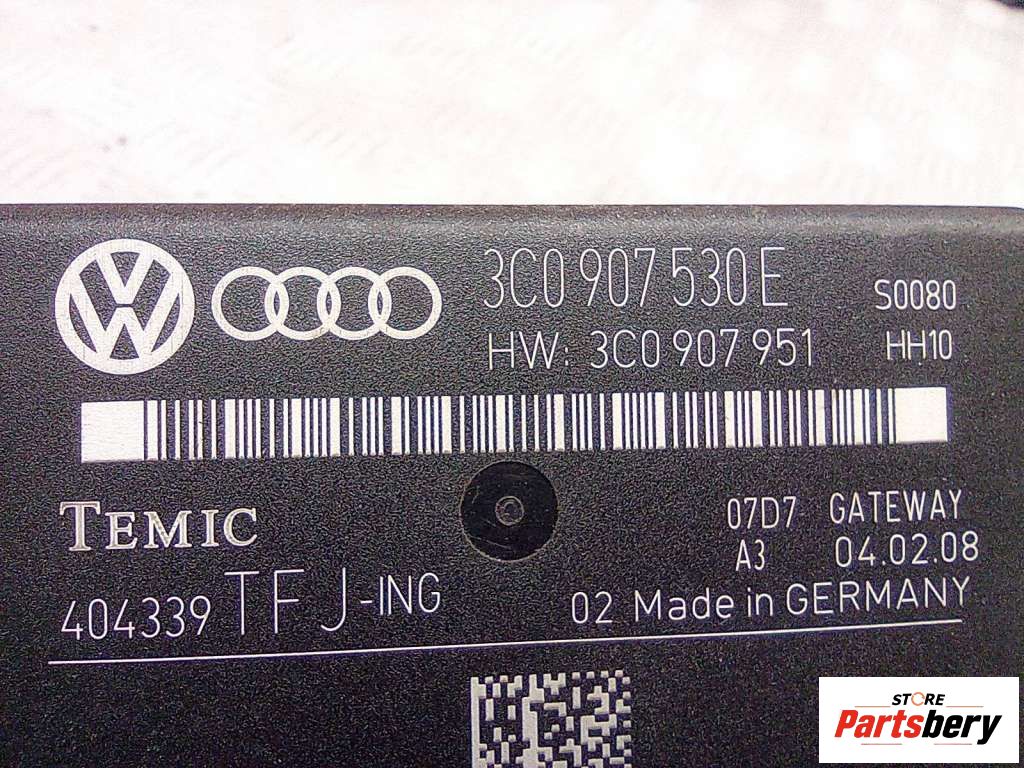 3C0 907 530 E
S0080
HW: 3C0 907 951
HH10
TEMIC
07D7 GATEWAY
A3 04.02.08
404339 TFJ-ING
02 Made in GERMANY
STORE
Partsbery